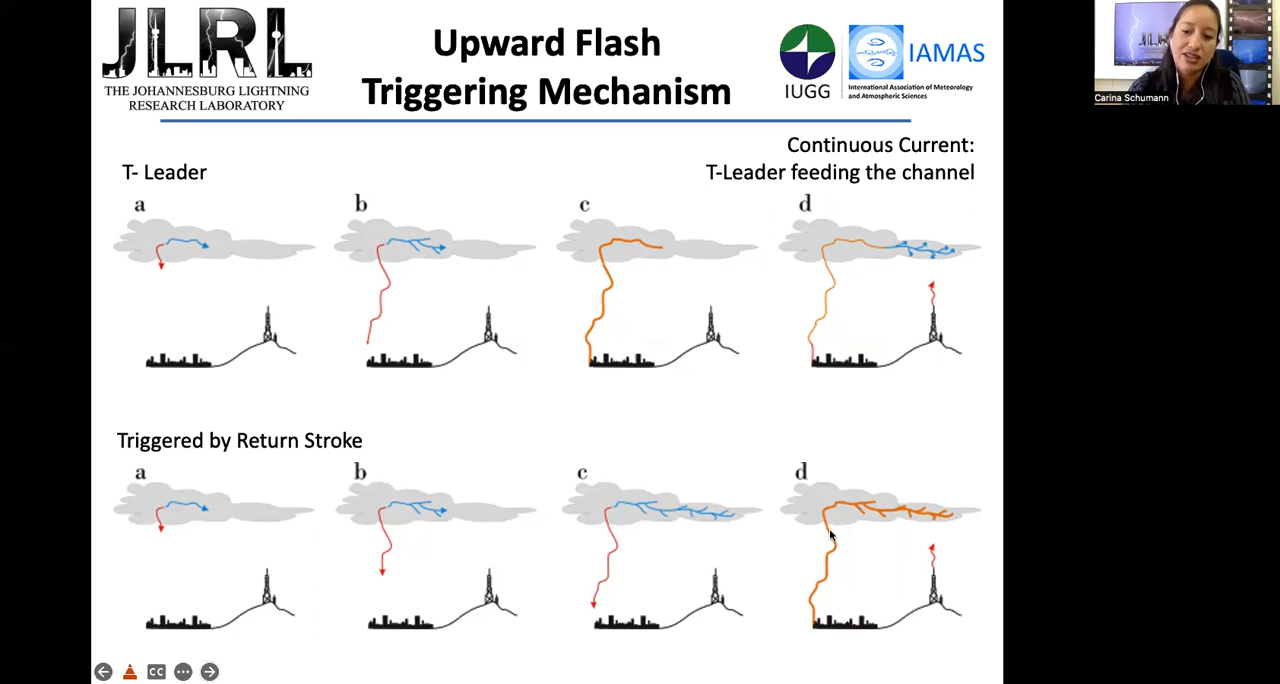 JLRL
THE JOHANNESBURG LIGHTNING
RESEARCH LABORATORY
Upward Flash
Triggering Mechanism
IUGG
IAMAS
International Association of Meteorology
and Atmospheric Sciences
Carina Schumann
T- Leader
Continuous Current:
T-Leader feeding the channel
a
b
c
d
Triggered by Return Stroke
a
b
c
d
CC